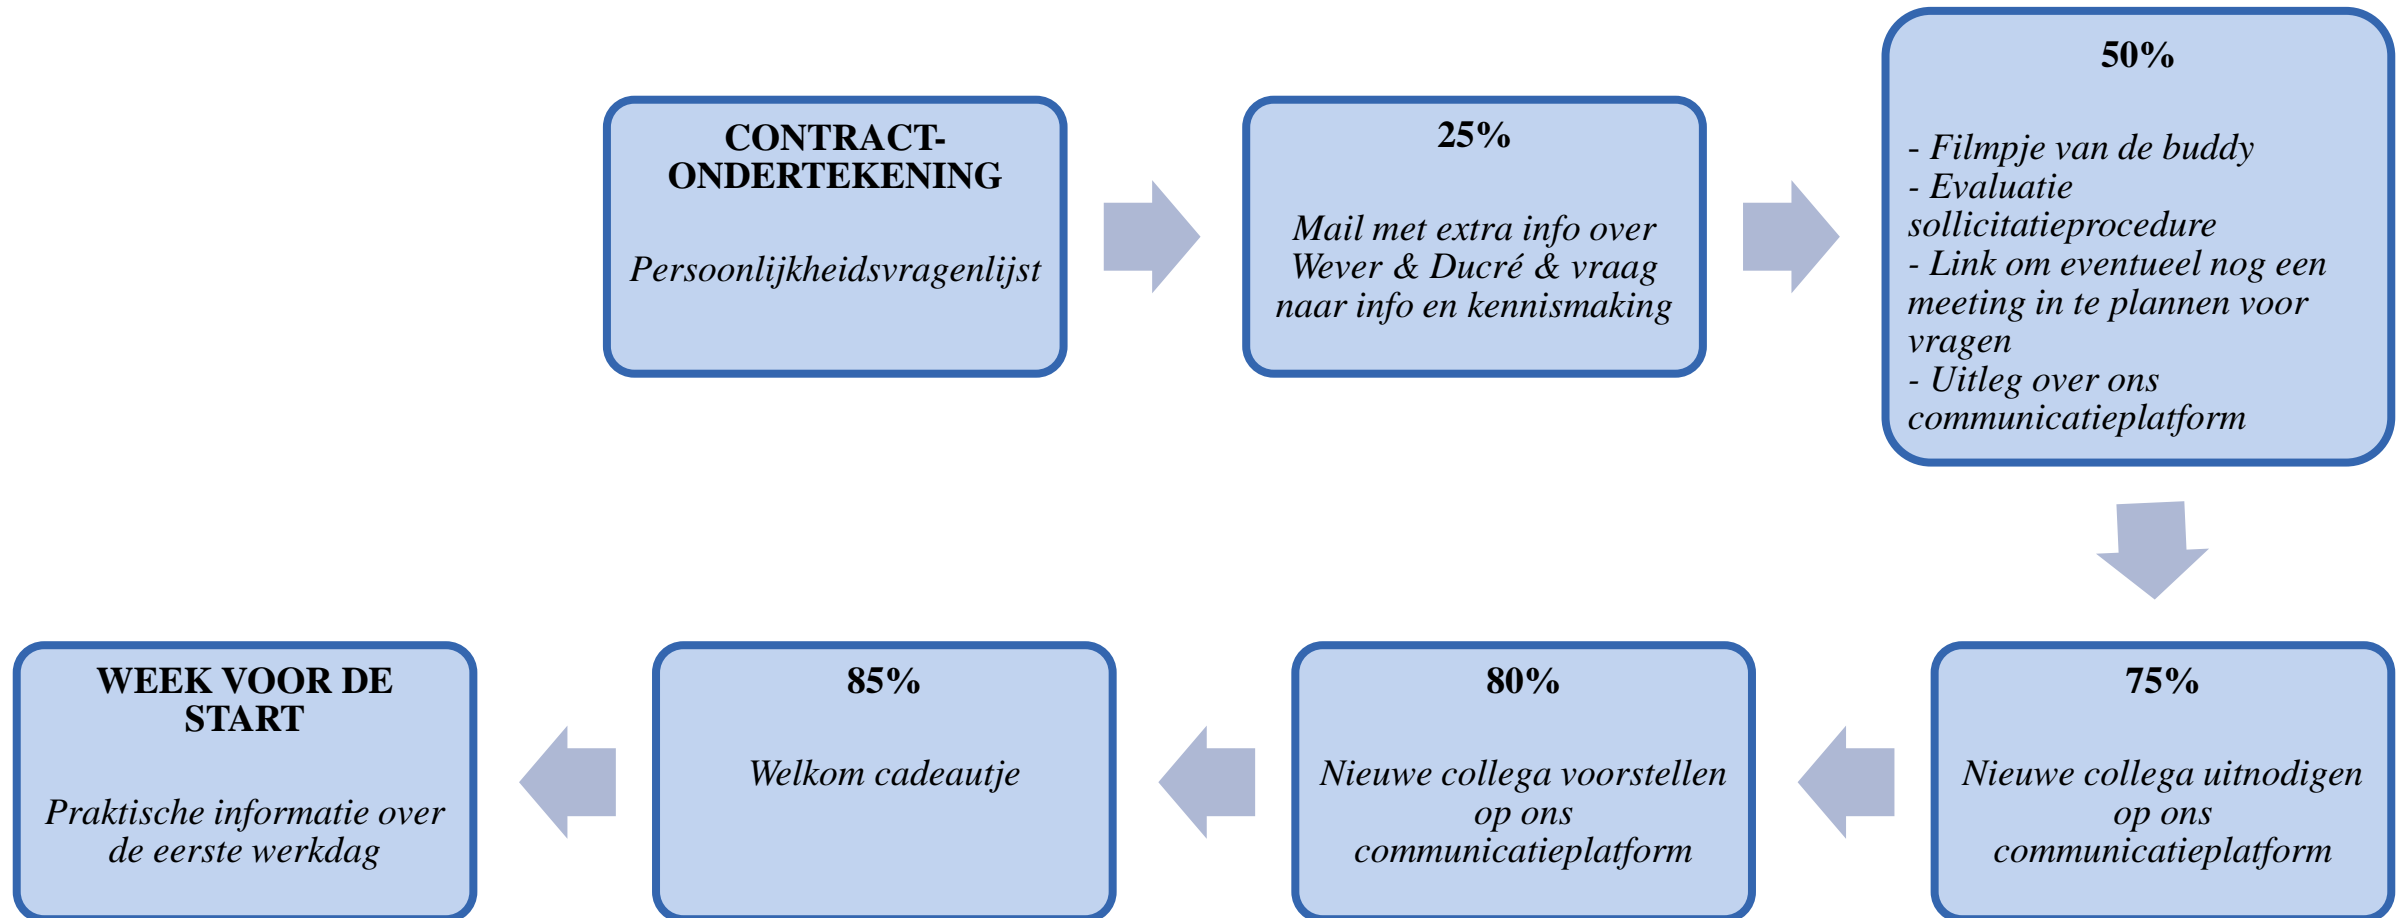 CONTRACT-
ONDERTEKENING
Persoonlijkheidsvragenlijst
25%
Mail met extra info over
Wever & Ducré & vraag
naar info en kennismaking
50%
- Filmpje van de buddy
- Evaluatie
sollicitatieprocedure
- Link om eventueel nog een
meeting in te plannen voor
vragen
- Uitleg over ons
communicatieplatform
75%
Nieuwe collega uitnodigen
op ons
communicatieplatform
80%
Nieuwe collega voorstellen
op ons
communicatieplatform
85%
Welkom cadeautje
WEEK VOOR DE
START
Praktische informatie over
de eerste werkdag